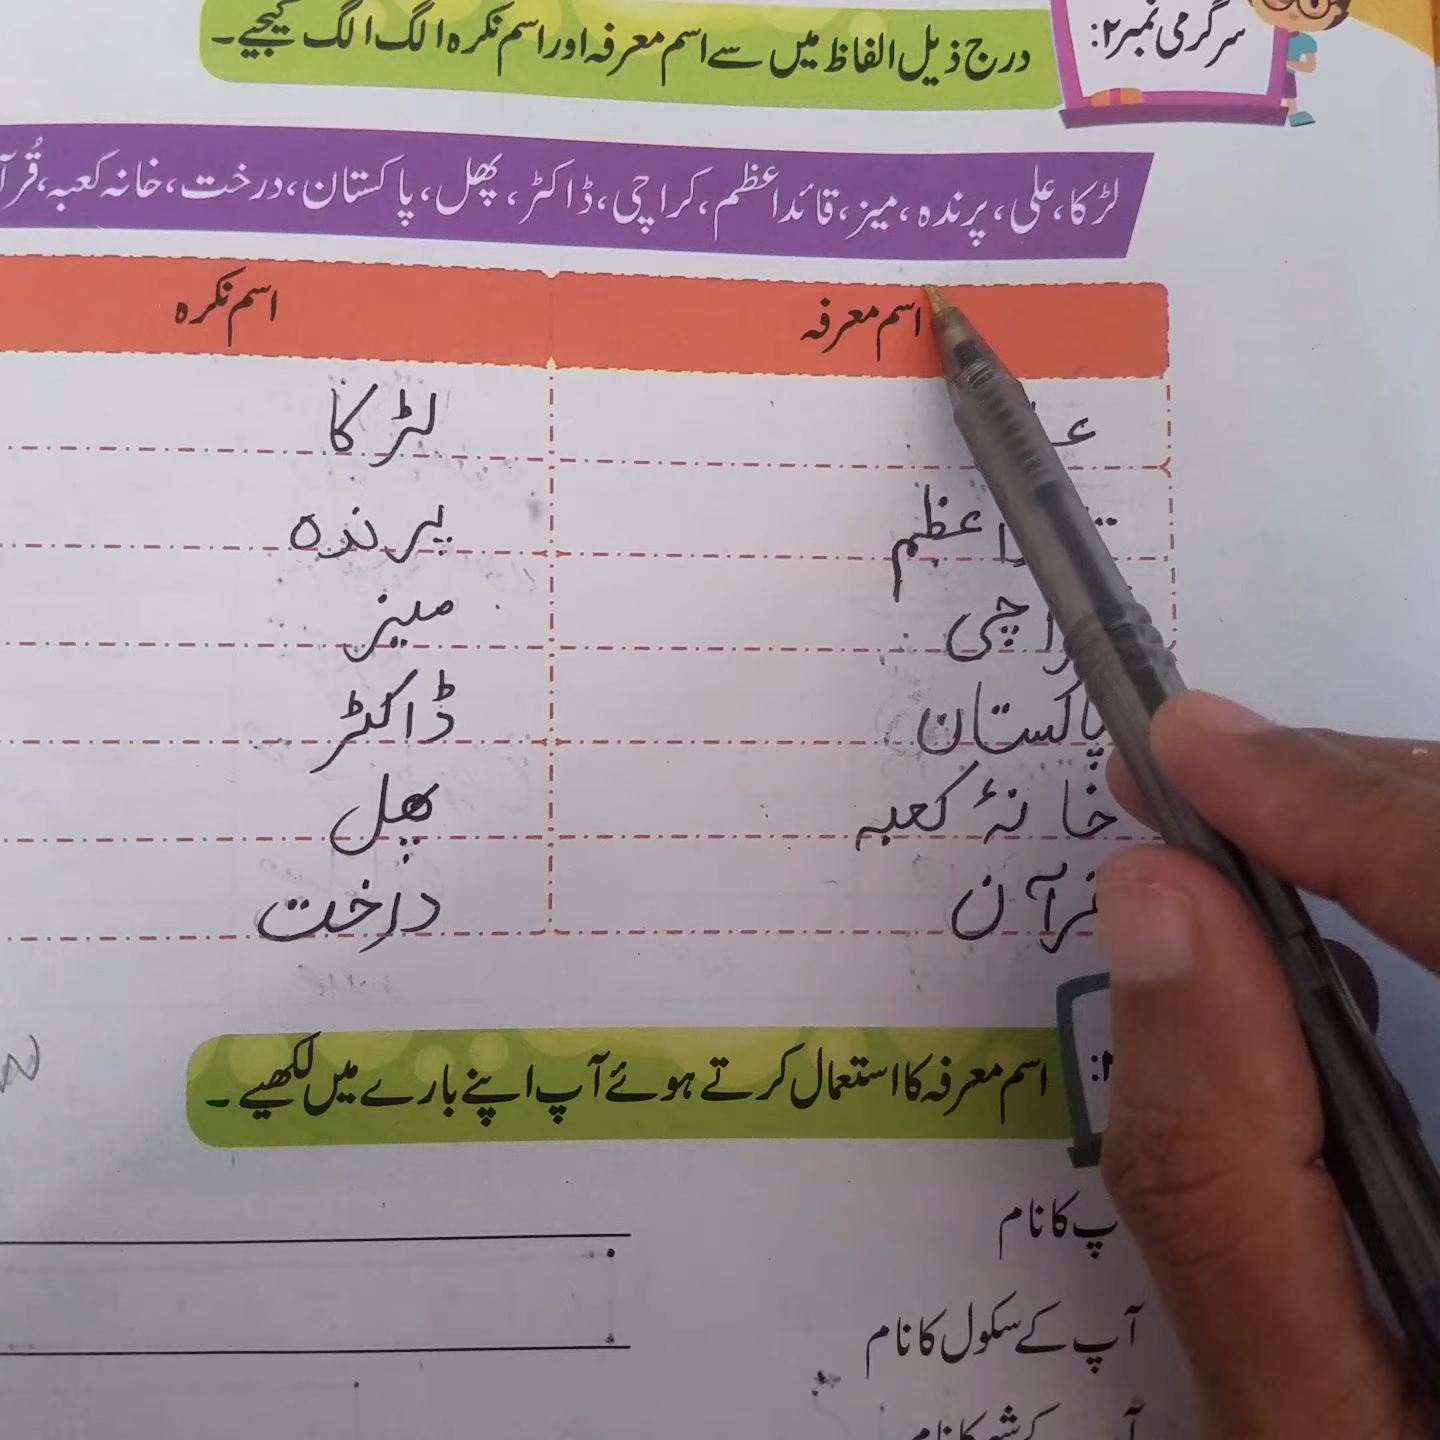 سرگرمی نمبر ۲:
درج ذیل الفاظ میں سے اسم معرفہ اور اسم نکرہ الگ الگ کیجیے۔
لڑکا، علی، پرندہ، میز، قائداعظم، کراچی، ڈاکٹر، پھل، پاکستان، درخت، خانہ کعبہ،
اسم معرفہ اسم نکرہ
لڑکا
اعظم پرندہ
میز
پاکستان ڈاکٹر
خانۂ کعبہ پھل
قرآن درخت
اسم معرفہ کا استعمال کرتے ہوئے آپ اپنے بارے میں لکھیے۔
کا نام
آپ کے سکول کا نام